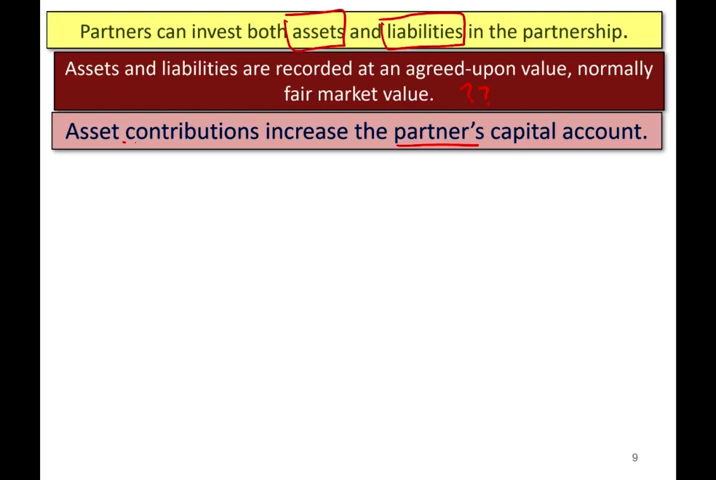 Partners can invest both assets and liabilities in the partnership.
Assets and liabilities are recorded at an agreed-upon value, normally
fair market value. ??
Asset contributions increase the partner's capital account.
9